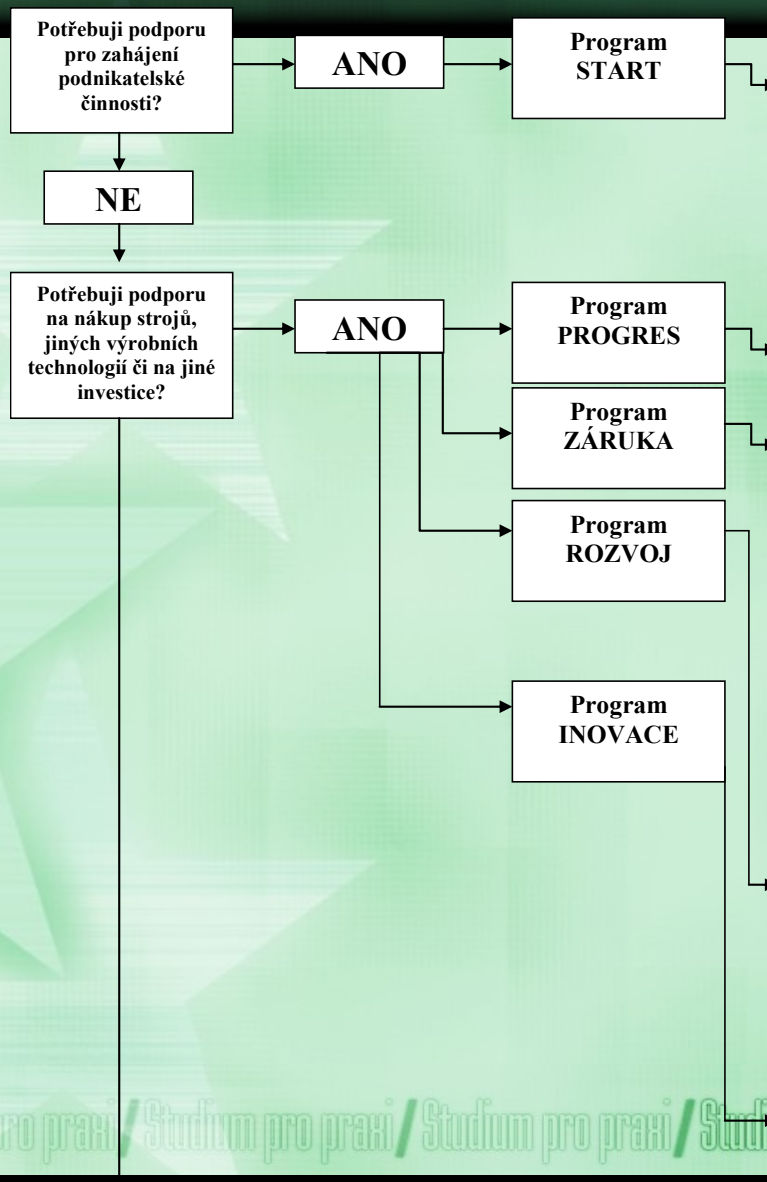 Potřebuji podporu
pro zahájení
podnikatelské
činnosti?
ANO
Program
START
NE
Potřebuji podporu
na nákup strojů,
jiných výrobních
technologií či na jiné
investice?
ANO
Program
PROGRES
Program
ZÁRUKA
Program
ROZVOJ
Program
INOVACE
ro praxi / Studium pro praxi / Studium pro praxi / Studi